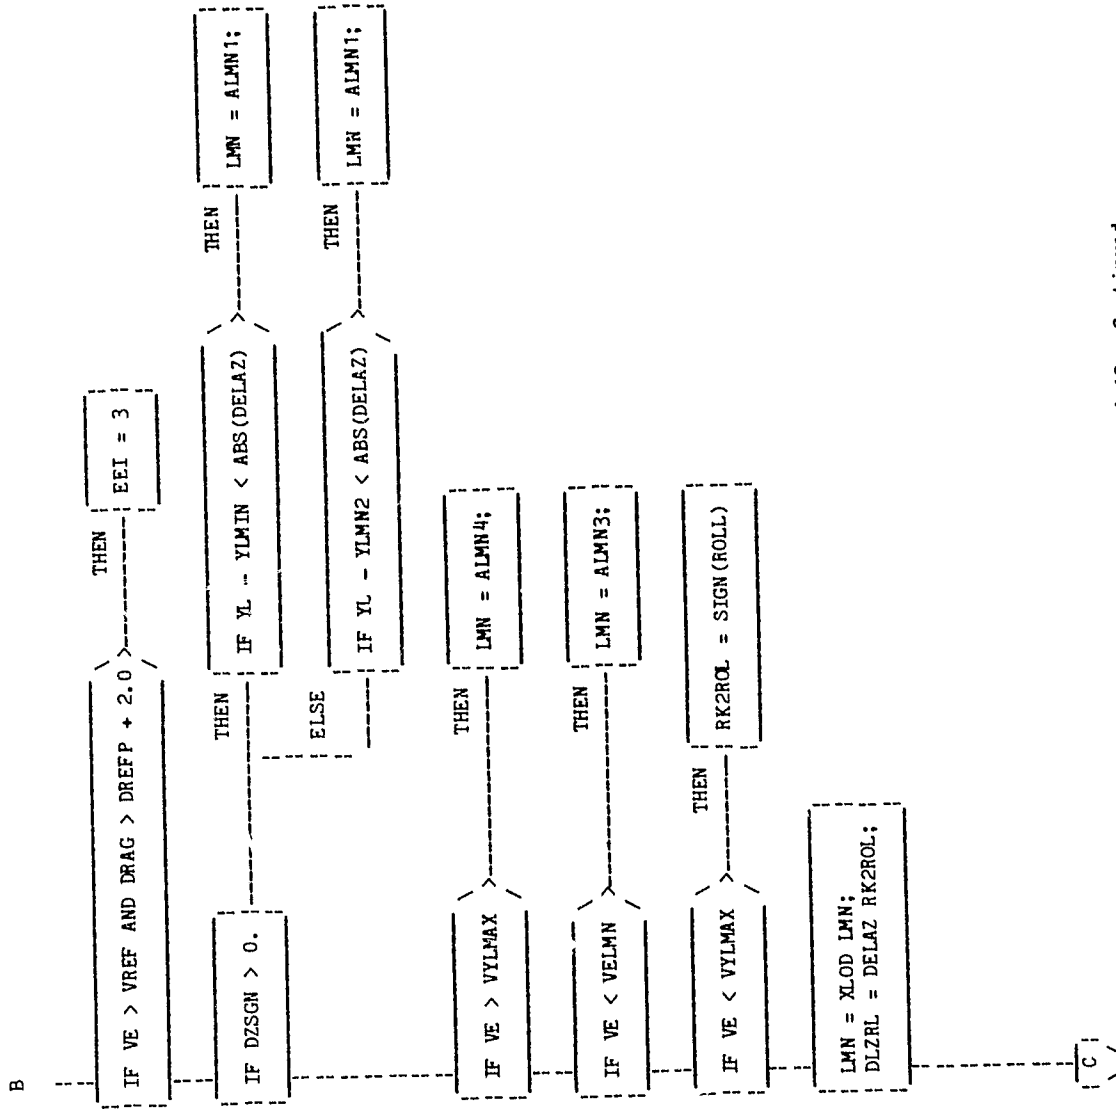 B
IF VE > VREF AND DRAG > DREFP + 2.0
THEN
EEI = 3
IF DZSGN > 0.
THEN
IF YL - YLMIN < ABS(DELAZ)
THEN
LMN = ALMN1;
ELSE
IF YL - YLMN2 < ABS(DELAZ)
THEN
LMN = ALMN1;
IF VE > VYLMAX
THEN
LMN = ALMN4;
IF VE < VELMN
THEN
LMN = ALMN3;
IF VE < VYLMAX
THEN
RK2ROL = SIGN(ROLL)
LMN = XLOD LMN;
DLZRL = DELAZ RK2ROL;
C